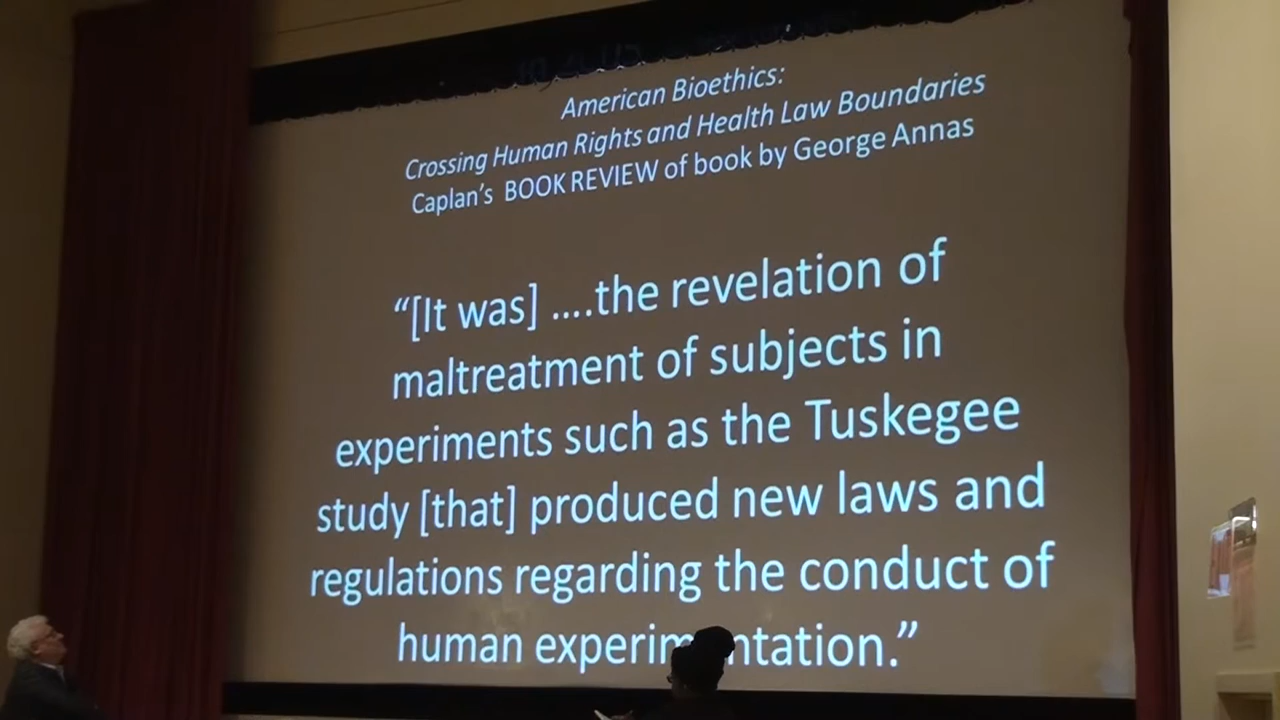 American Bioethics:
Crossing Human Rights and Health Law Boundaries
Caplan's BOOK REVIEW of book by George Annas
“[It was] ....the revelation of
maltreatment of subjects in
experiments such as the Tuskegee
study [that] produced new laws and
regulations regarding the conduct of
human experimentation.”